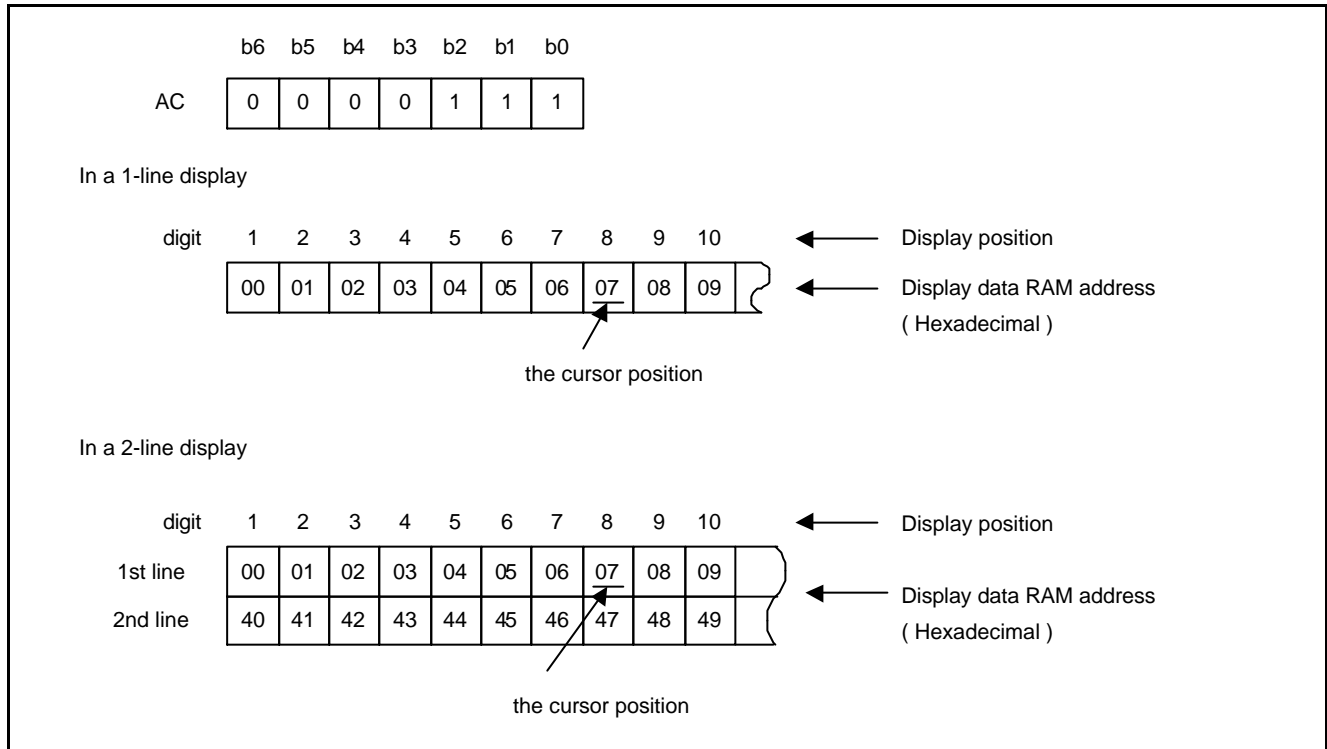 b6 b5 b4 b3 b2 b1 b0
AC 0 0 0 0 1 1 1
In a 1-line display
digit 1 2 3 4 5 6 7 8 9 10 Display position
00 01 02 03 04 05 06 07 08 09 Display data RAM address
( Hexadecimal )
the cursor position
In a 2-line display
digit 1 2 3 4 5 6 7 8 9 10 Display position
1st line 00 01 02 03 04 05 06 07 08 09
Display data RAM address
2nd line 40 41 42 43 44 45 46 47 48 49
( Hexadecimal )
the cursor position